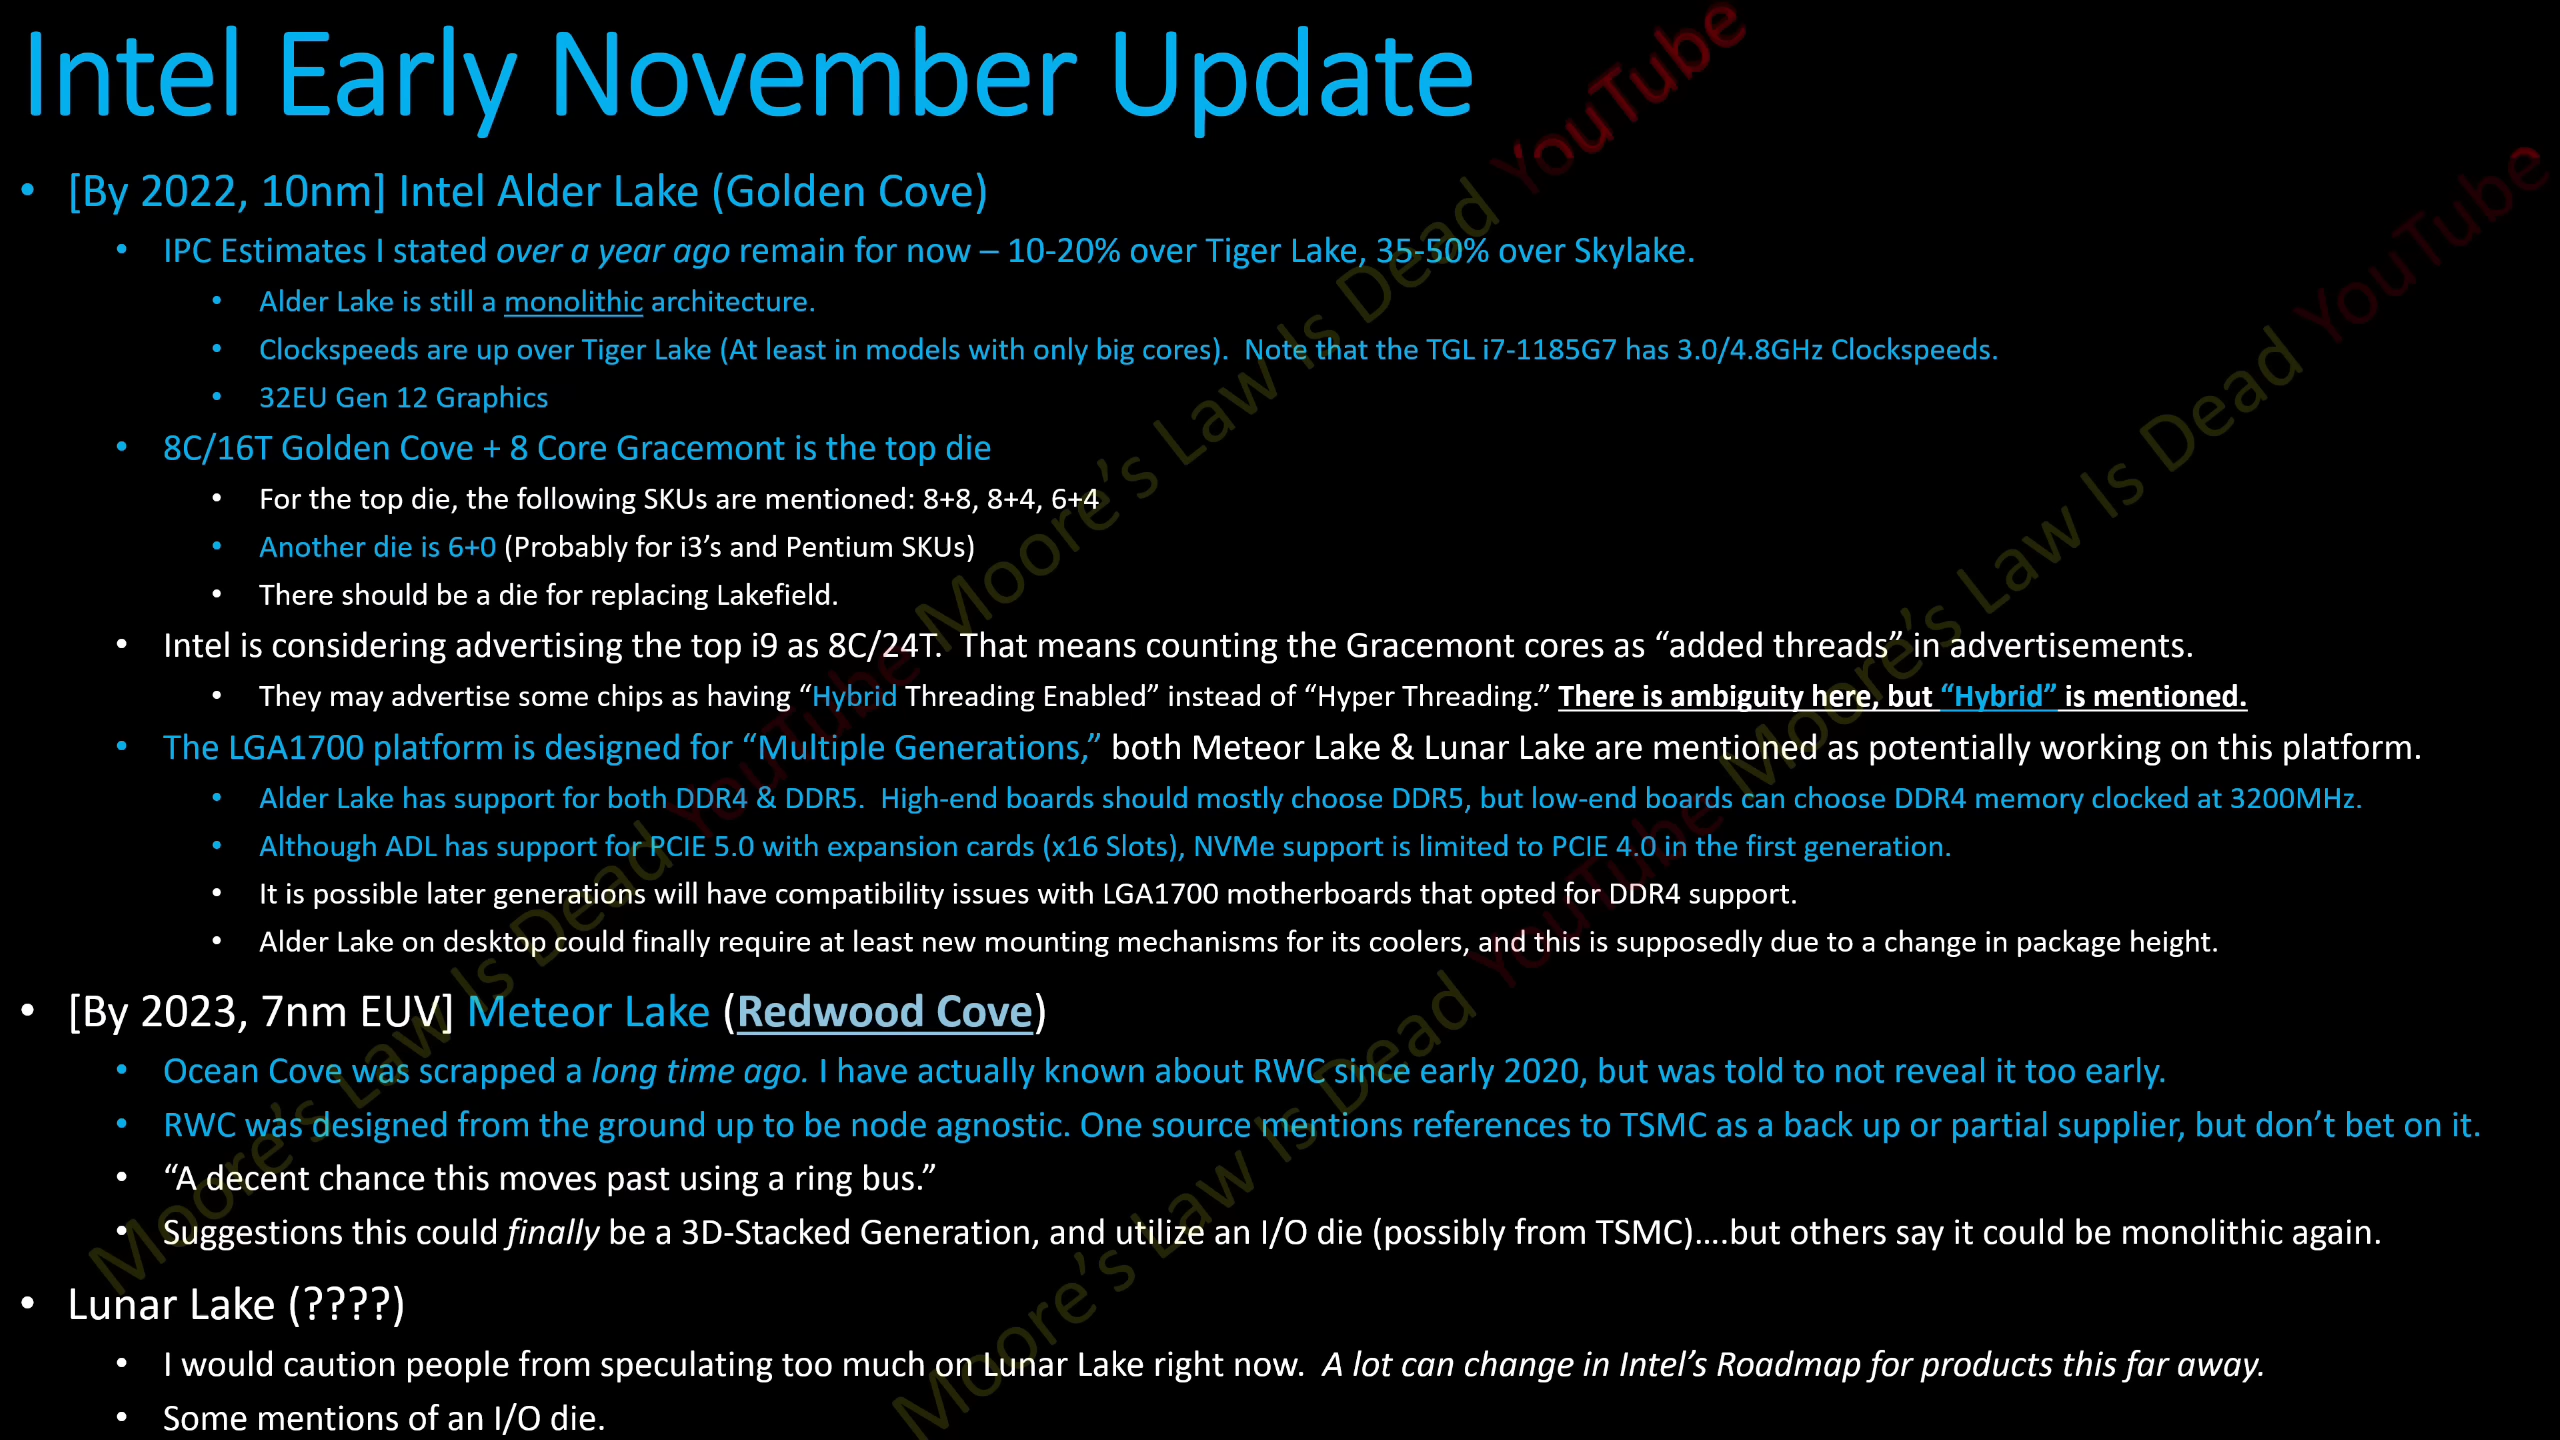 Intel Early November Update
• [By 2022, 10nm] Intel Alder Lake (Golden Cove)
• IPC Estimates I stated over a year ago remain for now – 10-20% over Tiger Lake, 35-50% over Skylake.
• Alder Lake is still a monolithic architecture.
• Clockspeeds are up over Tiger Lake (At least in models with only big cores).  Note that the TGL i7-1185G7 has 3.0/4.8GHz Clockspeeds.
• 32EU Gen 12 Graphics
• 8C/16T Golden Cove + 8 Core Gracemont is the top die
• For the top die, the following SKUs are mentioned: 8+8, 8+4, 6+4
• Another die is 6+0 (Probably for i3’s and Pentium SKUs)
• There should be a die for replacing Lakefield.
• Intel is considering advertising the top i9 as 8C/24T.  That means counting the Gracemont cores as “added threads” in advertisements.
• They may advertise some chips as having “Hybrid Threading Enabled” instead of “Hyper Threading.” There is ambiguity here, but “Hybrid” is mentioned.
• The LGA1700 platform is designed for “Multiple Generations,” both Meteor Lake & Lunar Lake are mentioned as potentially working on this platform.
• Alder Lake has support for both DDR4 & DDR5.  High-end boards should mostly choose DDR5, but low-end boards can choose DDR4 memory clocked at 3200MHz.
• Although ADL has support for PCIE 5.0 with expansion cards (x16 Slots), NVMe support is limited to PCIE 4.0 in the first generation.
• It is possible later generations will have compatibility issues with LGA1700 motherboards that opted for DDR4 support.
• Alder Lake on desktop could finally require at least new mounting mechanisms for its coolers, and this is supposedly due to a change in package height.
• [By 2023, 7nm EUV] Meteor Lake (Redwood Cove)
• Ocean Cove was scrapped a long time ago. I have actually known about RWC since early 2020, but was told to not reveal it too early.
• RWC was designed from the ground up to be node agnostic. One source mentions references to TSMC as a back up or partial supplier, but don’t bet on it.
• “A decent chance this moves past using a ring bus.”
• Suggestions this could finally be a 3D-Stacked Generation, and utilize an I/O die (possibly from TSMC)….but others say it could be monolithic again.
• Lunar Lake (????)
• I would caution people from speculating too much on Lunar Lake right now.  A lot can change in Intel’s Roadmap for products this far away.
• Some mentions of an I/O die.
Moore’s Law Is Dead YouTube
Moore’s Law Is Dead YouTube
Moore’s Law Is Dead YouTube
Moore’s Law Is Dead YouTube